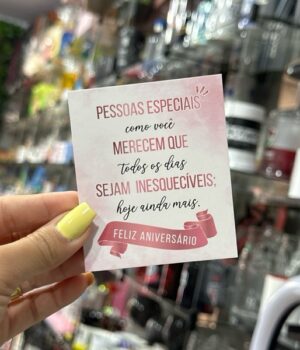 PESSOAS ESPECIAIS
como você
MERECEM QUE
todos os dias
SEJAM INESQUECÍVEIS;
hoje ainda mais.
FELIZ ANIVERSÁRIO